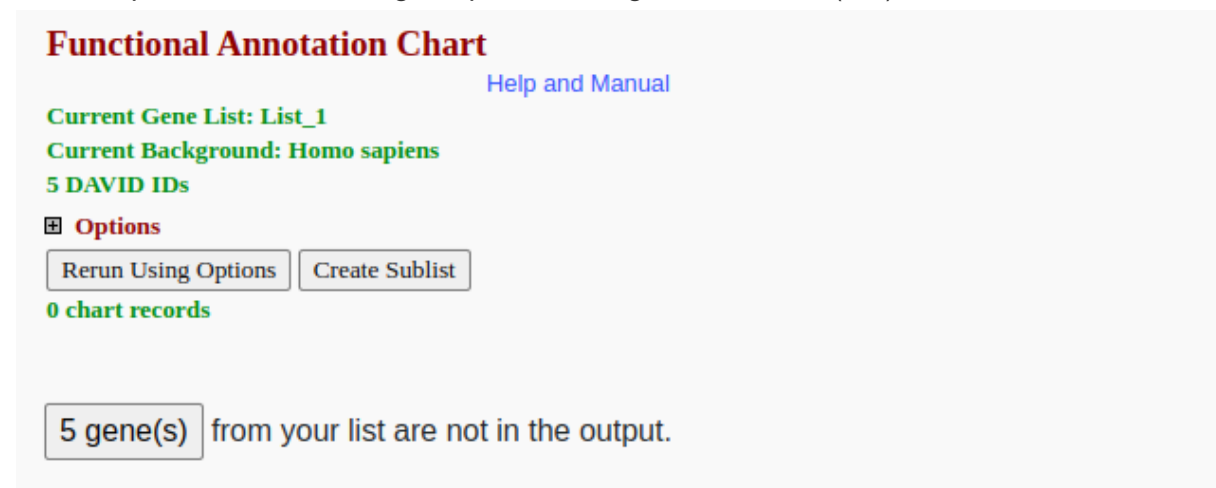 Functional Annotation Chart
Help and Manual
Current Gene List: List_1
Current Background: Homo sapiens
5 DAVID IDs
Options
Rerun Using Options Create Sublist
0 chart records
5 gene(s) from your list are not in the output.